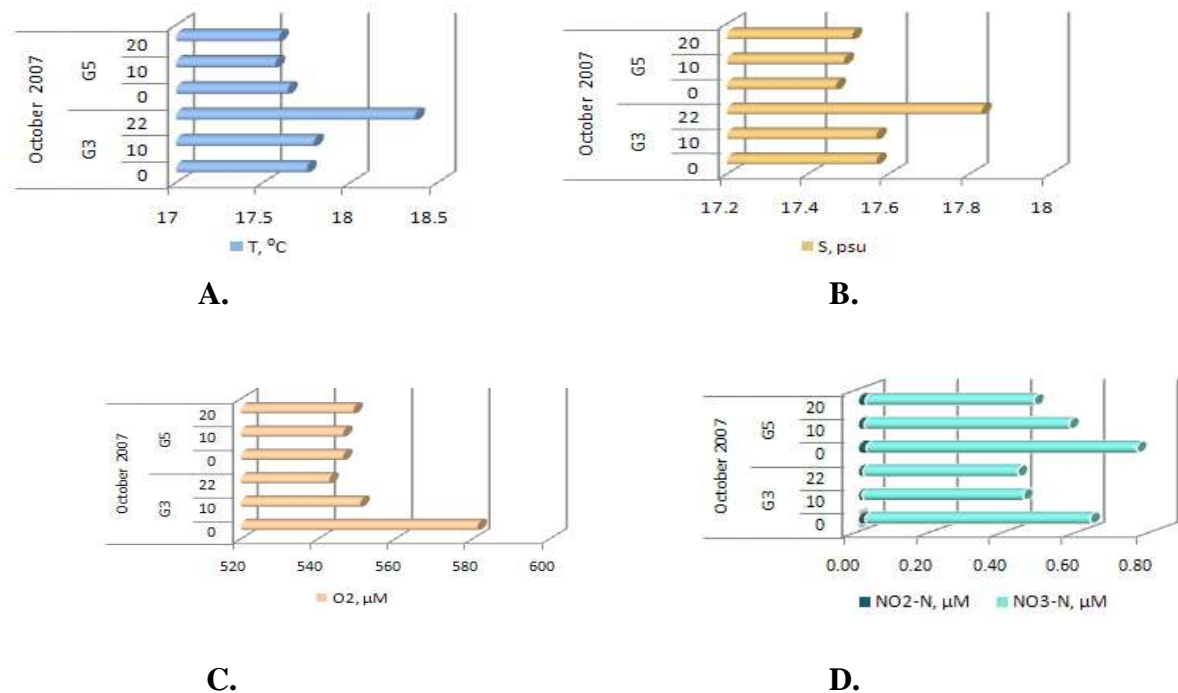 October 2007
G5
20
10
0
G3
22
10
0
17 17.5 18 18.5
T, ⁰C
A.
October 2007
G5
20
10
0
G3
22
10
0
17.2 17.4 17.6 17.8 18
S, psu
B.
October 2007
G5
20
10
0
G3
22
10
0
520 540 560 580 600
O2, µM
C.
October 2007
G5
20
10
0
G3
22
10
0
0.00 0.20 0.40 0.60 0.80
NO2-N, µM NO3-N, µM
D.